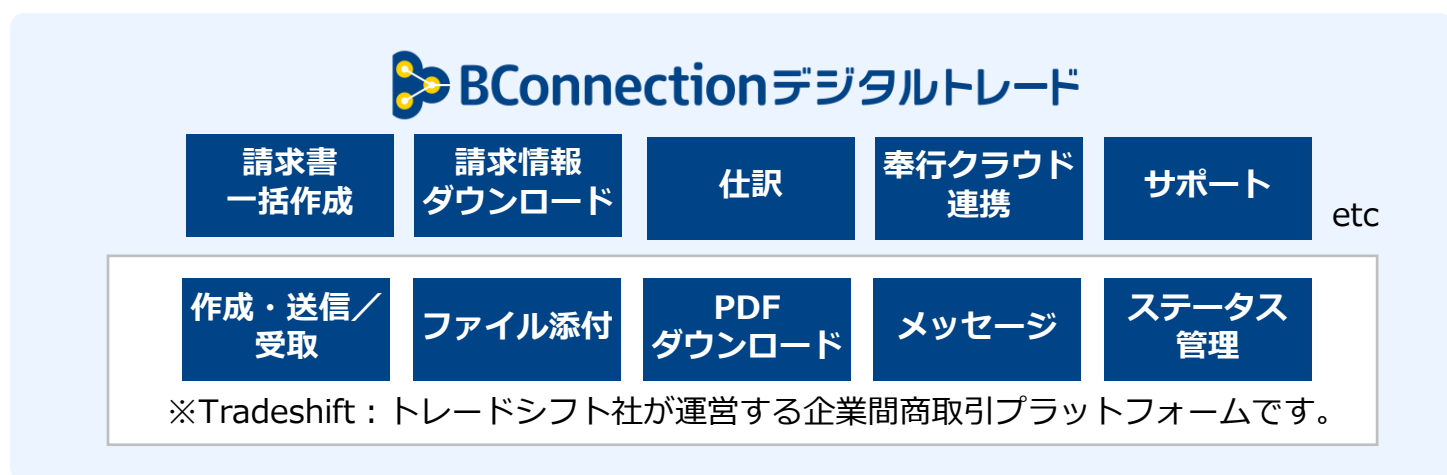 BConnectionデジタルトレード
請求書
一括作成
請求情報
ダウンロード
仕訳
奉行クラウド
連携
サポート
etc
作成・送信／
受取
ファイル添付
PDF
ダウンロード
メッセージ
ステータス
管理
※Tradeshift：トレードシフト社が運営する企業間商取引プラットフォームです。